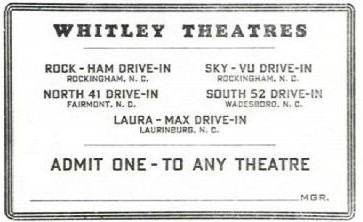 WHITLEY THEATRES
ROCK - HAM DRIVE-IN SKY - VU DRIVE-IN
ROCKINGHAM, N. C. ROCKINGHAM, N. C.
NORTH 41 DRIVE-IN SOUTH 52 DRIVE-IN
FAIRMONT, N. C. WADESBORO, N. C.
LAURA - MAX DRIVE-IN
LAURINBURG, N. C.
ADMIT ONE - TO ANY THEATRE
MGR.